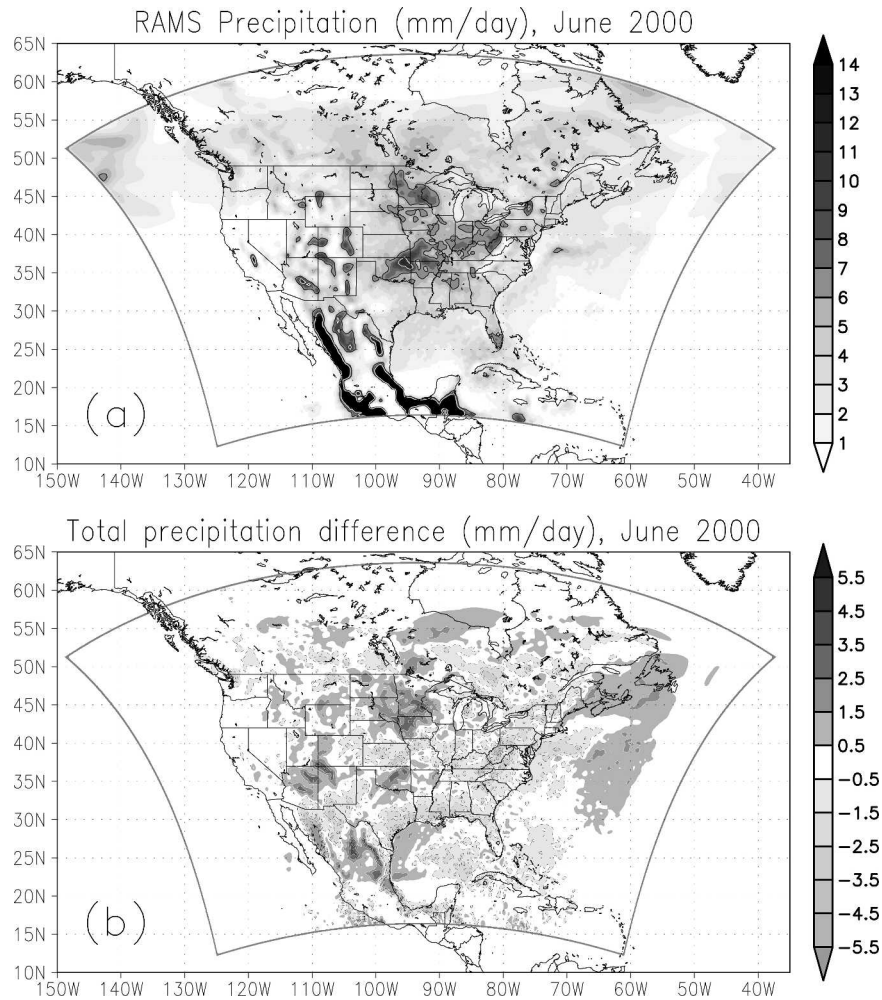 RAMS Precipitation (mm/day), June 2000
65N
60N
55N
50N
45N
40N
35N
30N
25N
20N
15N
10N
(a)
150W 140W 130W 120W 110W 100W 90W 80W 70W 60W 50W 40W
14
13
12
11
10
9
8
7
6
5
4
3
2
1
Total precipitation difference (mm/day), June 2000
65N
60N
55N
50N
45N
40N
35N
30N
25N
20N
15N
10N
(b)
150W 140W 130W 120W 110W 100W 90W 80W 70W 60W 50W 40W
5.5
4.5
3.5
2.5
1.5
0.5
-0.5
-1.5
-2.5
-3.5
-4.5
-5.5